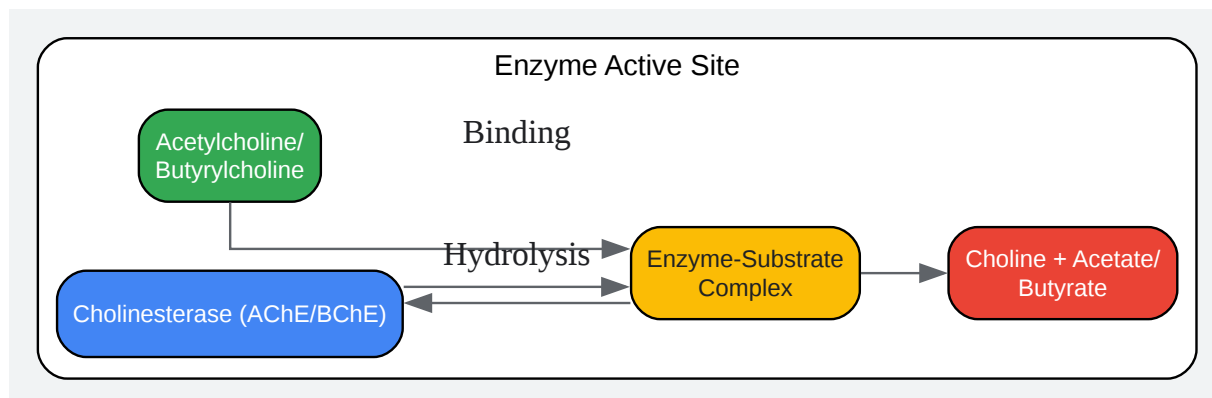 Enzyme Active Site
Acetylcholine/
Butyrylcholine
Binding
Hydrolysis
Enzyme-Substrate
Complex
Choline + Acetate/
Butyrate
Cholinesterase (AChE/BChE)